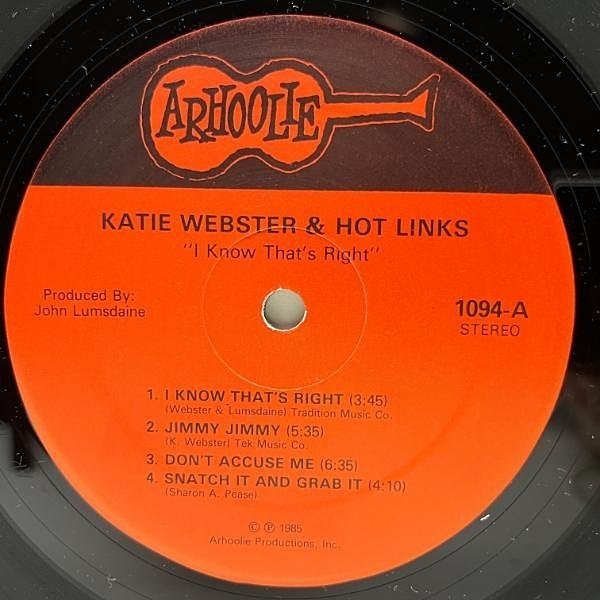 ARHOOLIE
KATIE WEBSTER & HOT LINKS
"I Know That's Right"
Produced By:
John Lumsdaine
1094-A
STEREO
1. I KNOW THAT'S RIGHT (3:45)
(Webster & Lumsdaine) Tradition Music Co.
2. JIMMY JIMMY (5:35)
(K. Webster) Tek Music Co.
3. DON'T ACCUSE ME (6:35)
4. SNATCH IT AND GRAB IT (4:10)
(Sharon A. Pease)
© ℗ 1985
Arhoolie Productions, Inc.